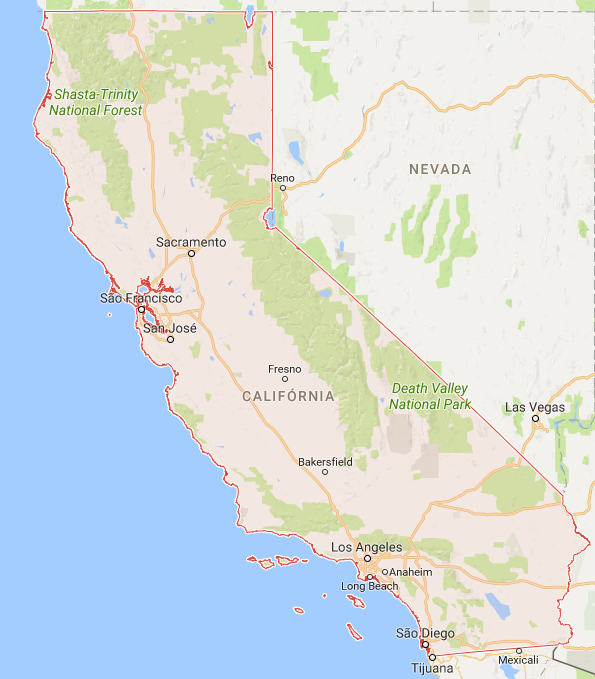 Shasta-Trinity
National Forest
NEVADA
Reno
Sacramento
São Francisco
San José
Fresno
CALIFÓRNIA
Death Valley
National Park
Las Vegas
Bakersfield
Los Angeles
Anaheim
Long Beach
São Diego
Tijuana
Mexicali